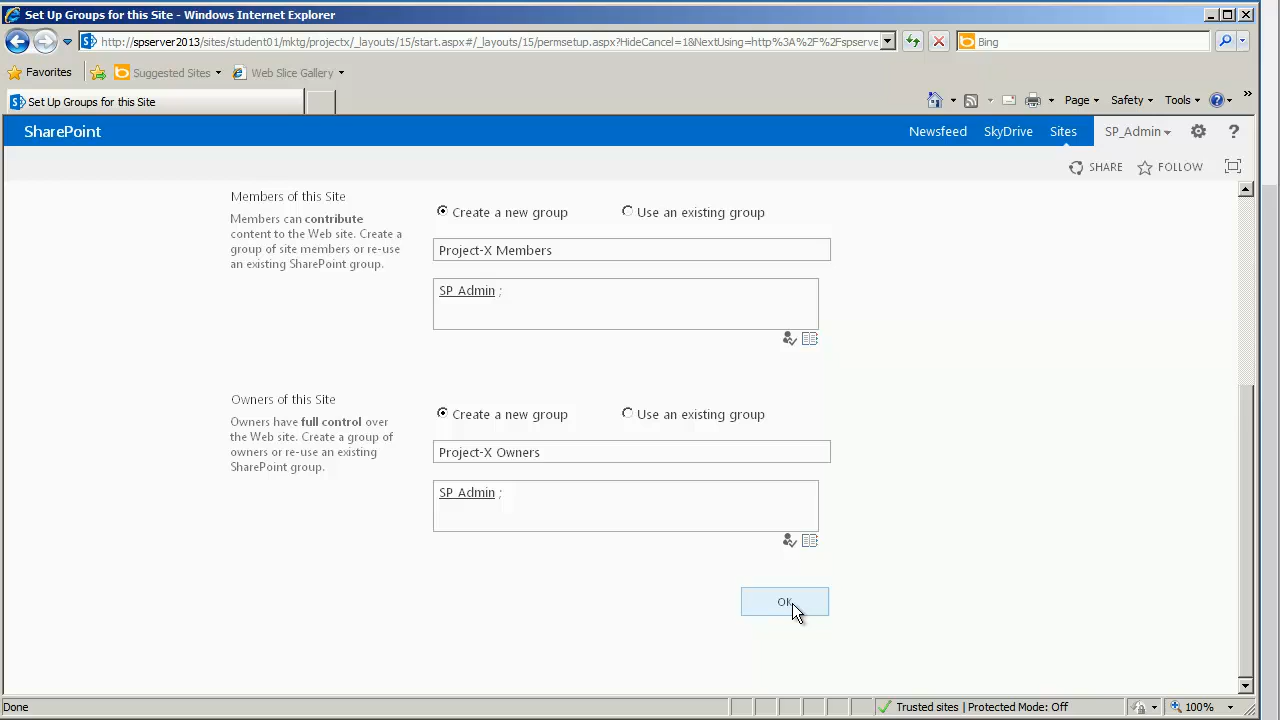 Set Up Groups for this Site - Windows Internet Explorer
http://spserver2013/sites/student01/mktg/projectx/_layouts/15/start.aspx#/_layouts/15/permsetup.aspx?HideCancel=1&NextUsing=http%3A%2F%2Fspserve
Bing
Favorites
Suggested Sites
Web Slice Gallery
Set Up Groups for this Site
Page
Safety
Tools
SharePoint
Newsfeed
SkyDrive
Sites
SP_Admin
SHARE
FOLLOW
Members of this Site
Members can contribute
content to the Web site. Create a
group of site members or re-use
an existing SharePoint group.
Create a new group
Use an existing group
Project-X Members
SP_Admin ;
Owners of this Site
Owners have full control over
the Web site. Create a group of
owners or re-use an existing
SharePoint group.
Create a new group
Use an existing group
Project-X Owners
SP_Admin ;
OK
Done
Trusted sites | Protected Mode: Off
100%